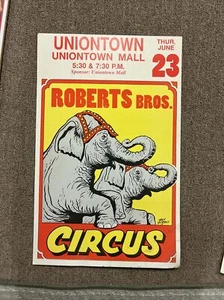 UNIONTOWN
UNIONTOWN MALL
5:30 & 7:30 P.M.
Sponsor: Uniontown Mall
THUR.
JUNE
23
ROBERTS BROS.
CIRCUS